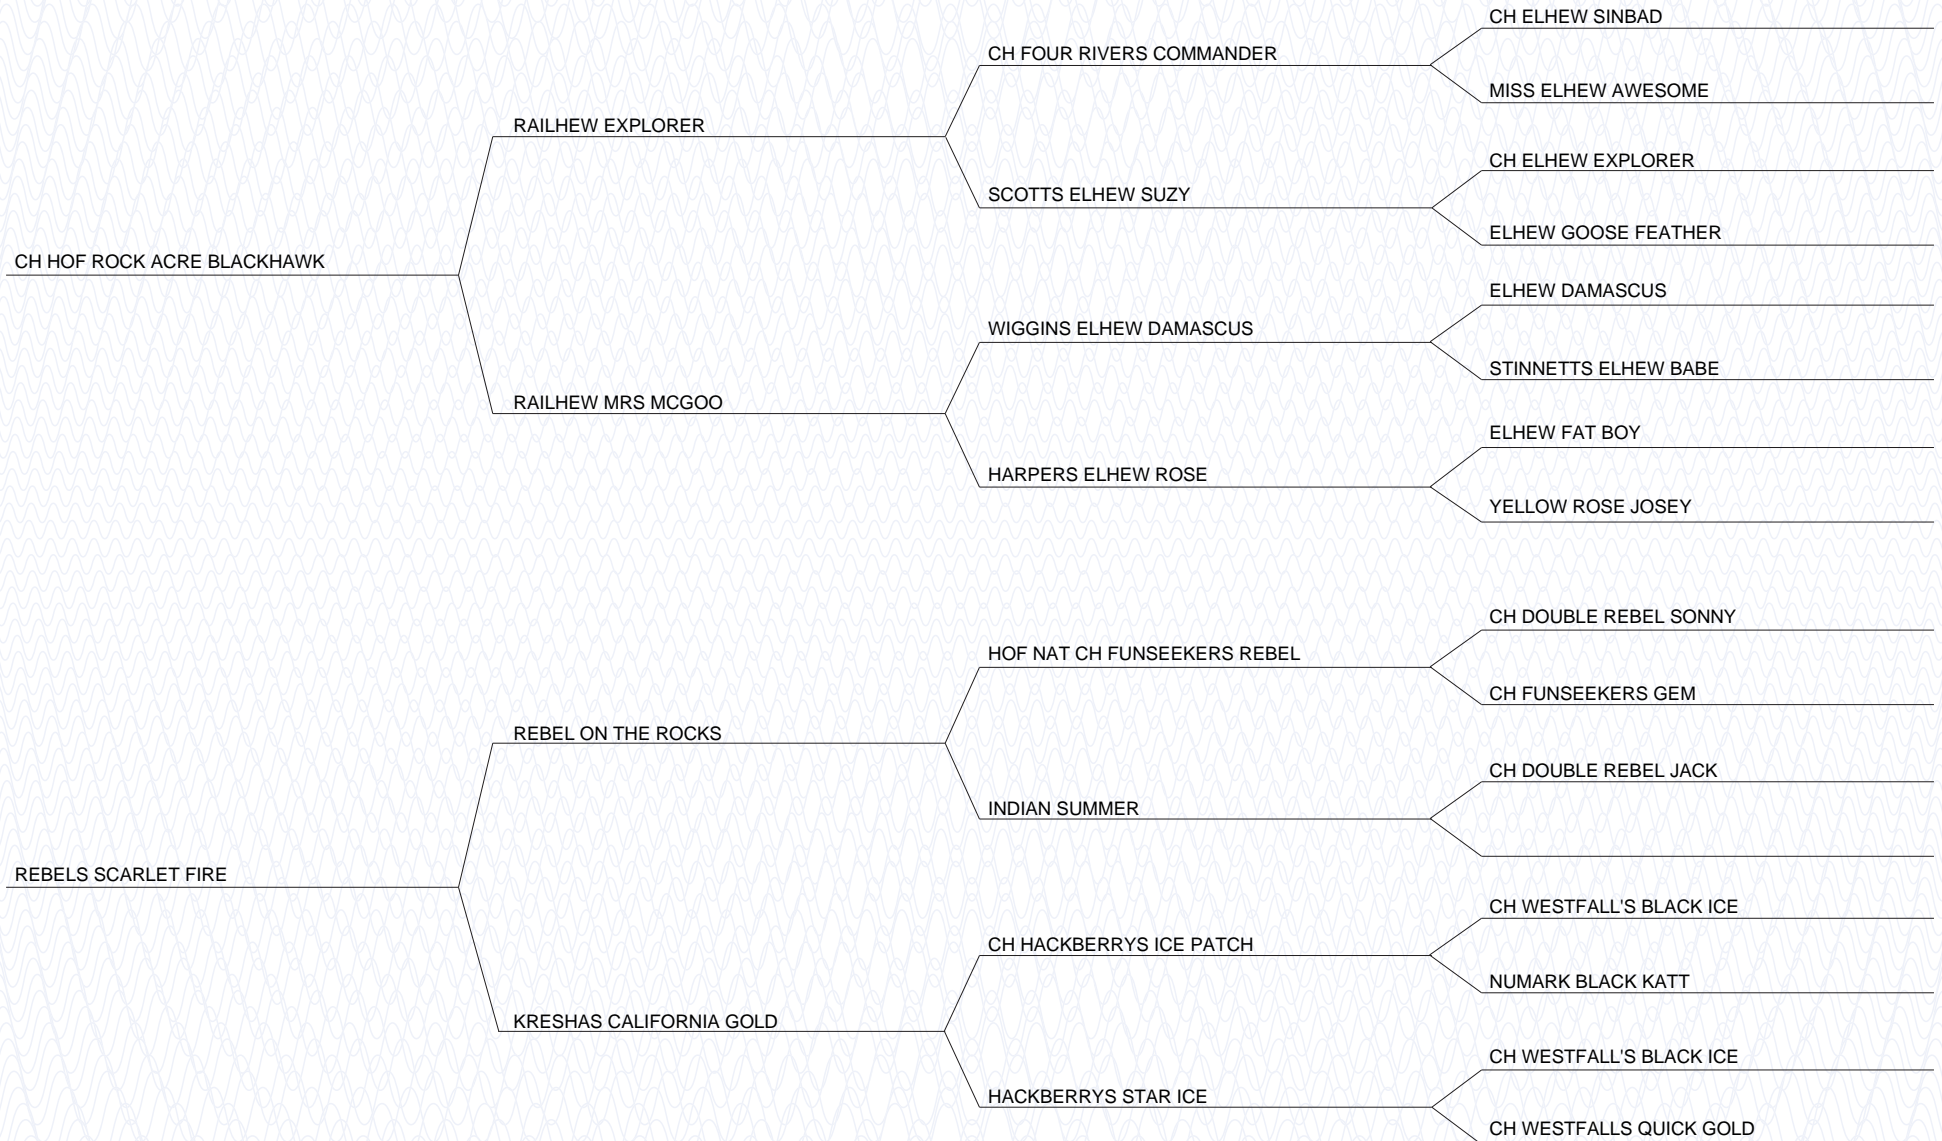 CH ELHEW SINBAD
CH FOUR RIVERS COMMANDER
MISS ELHEW AWESOME
RAILHEW EXPLORER
CH ELHEW EXPLORER
SCOTTS ELHEW SUZY
ELHEW GOOSE FEATHER
CH HOF ROCK ACRE BLACKHAWK
ELHEW DAMASCUS
WIGGINS ELHEW DAMASCUS
STINNETTS ELHEW BABE
RAILHEW MRS MCGOO
ELHEW FAT BOY
HARPERS ELHEW ROSE
YELLOW ROSE JOSEY
CH DOUBLE REBEL SONNY
HOF NAT CH FUNSEEKERS REBEL
CH FUNSEEKERS GEM
REBEL ON THE ROCKS
CH DOUBLE REBEL JACK
INDIAN SUMMER
REBELS SCARLET FIRE
CH WESTFALL'S BLACK ICE
CH HACKBERRYS ICE PATCH
NUMARK BLACK KATT
KRESHAS CALIFORNIA GOLD
CH WESTFALL'S BLACK ICE
HACKBERRYS STAR ICE
CH WESTFALLS QUICK GOLD